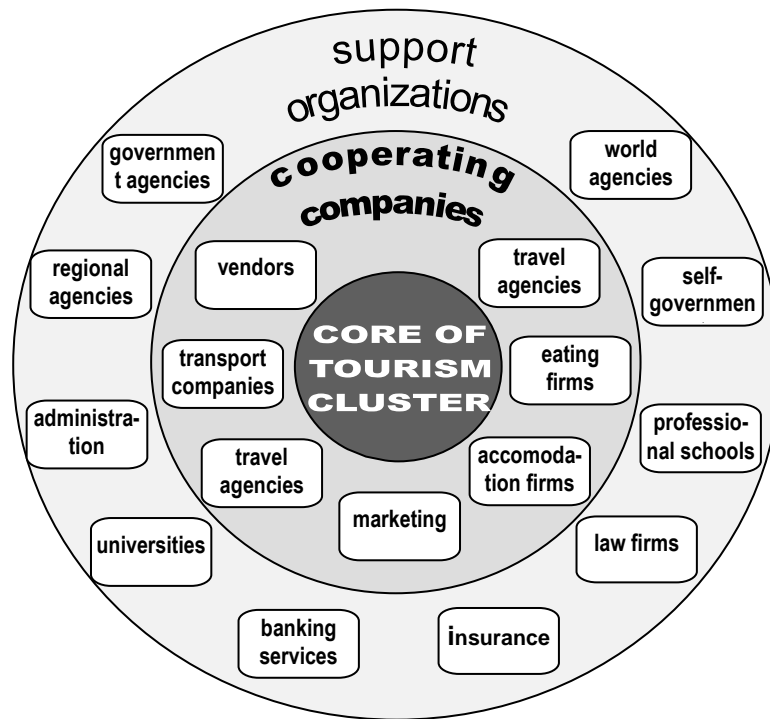 support
organizations
governmen
t agencies
world
agencies
cooperating
companies
regional
agencies
vendors
travel
agencies
self-
governmen
CORE OF
TOURISM
CLUSTER
transport
companies
eating
firms
administra-
tion
travel
agencies
accomoda-
tion firms
professio-
nal schools
marketing
universities
law firms
banking
services
insurance